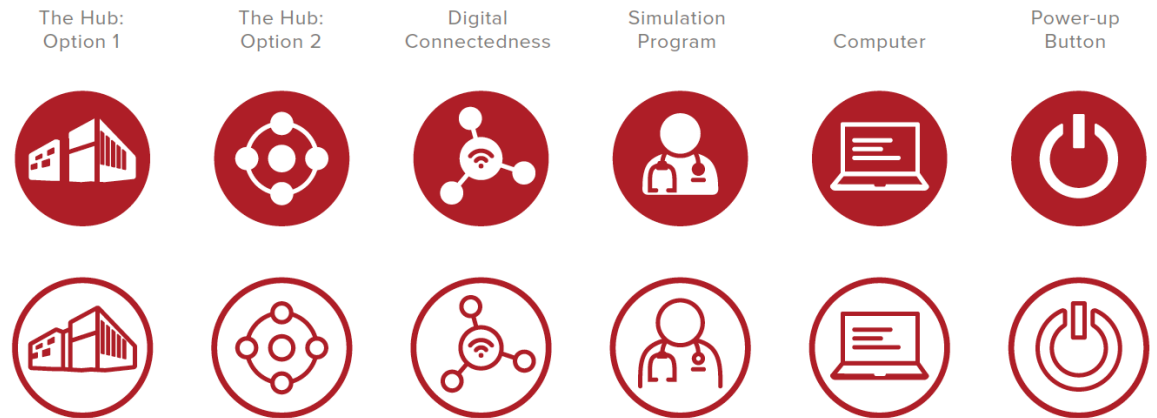 The Hub:
Option 1
The Hub:
Option 2
Digital
Connectedness
Simulation
Program
Computer
Power-up
Button